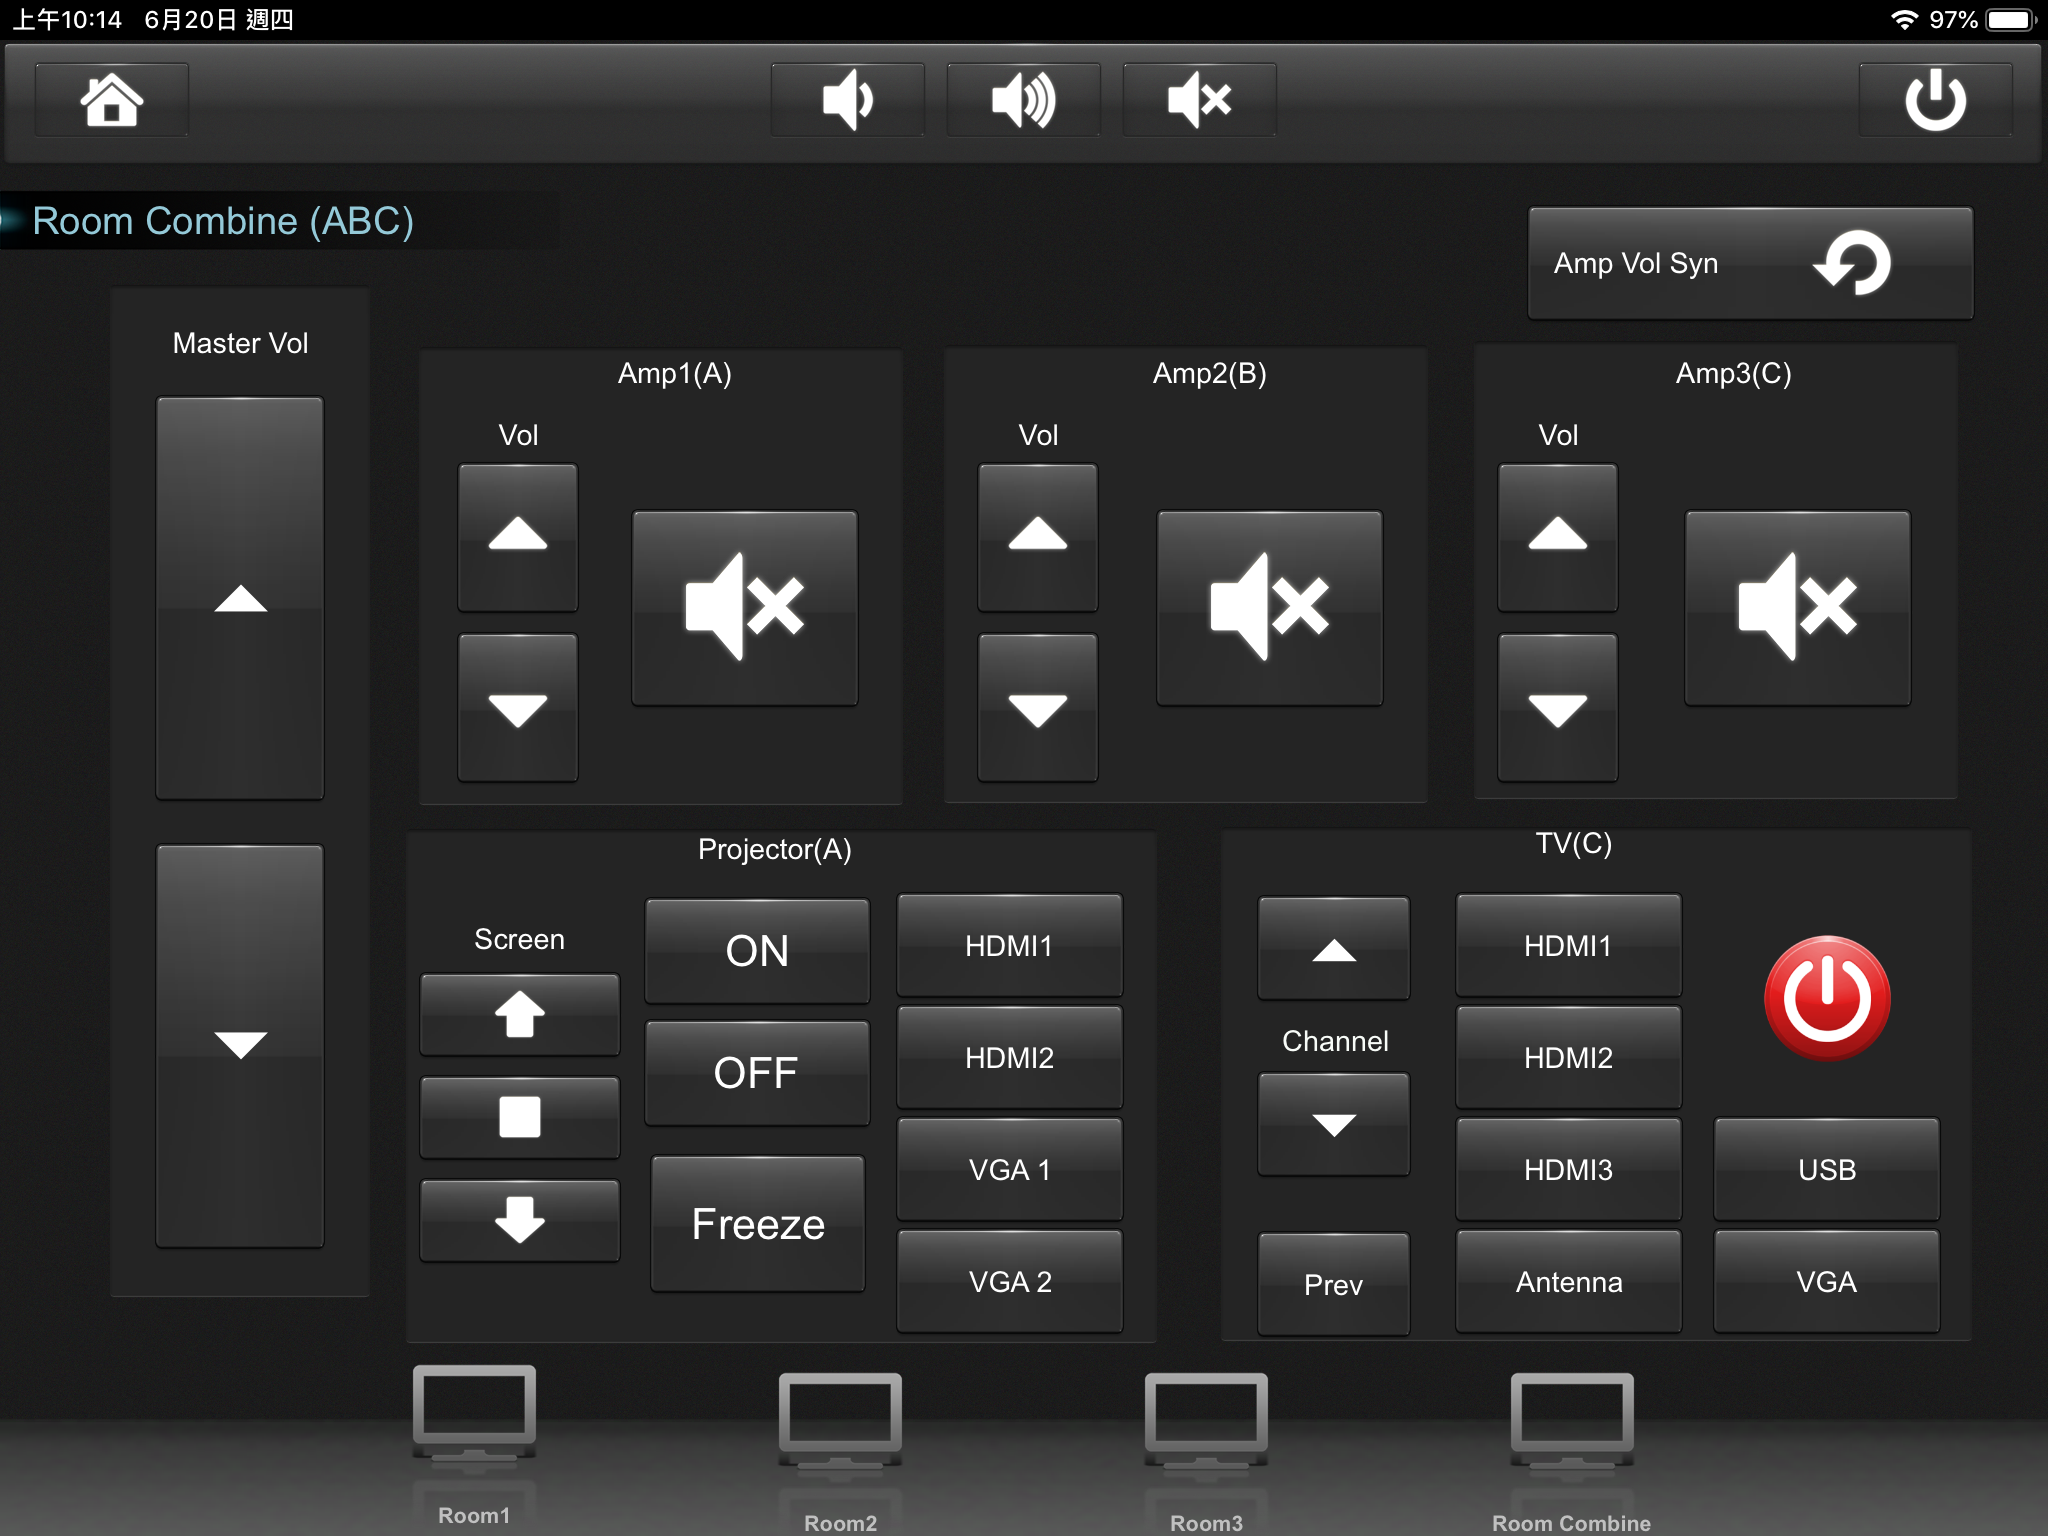 上午10:14 6月20日 週四
97%
Room Combine (ABC)
Amp Vol Syn
Master Vol
Amp1(A)
Vol
Amp2(B)
Vol
Amp3(C)
Vol
Projector(A)
Screen
ON
OFF
Freeze
HDMI1
HDMI2
VGA 1
VGA 2
TV(C)
Channel
Prev
HDMI1
HDMI2
HDMI3
Antenna
USB
VGA
Room1
Room2
Room3
Room Combine